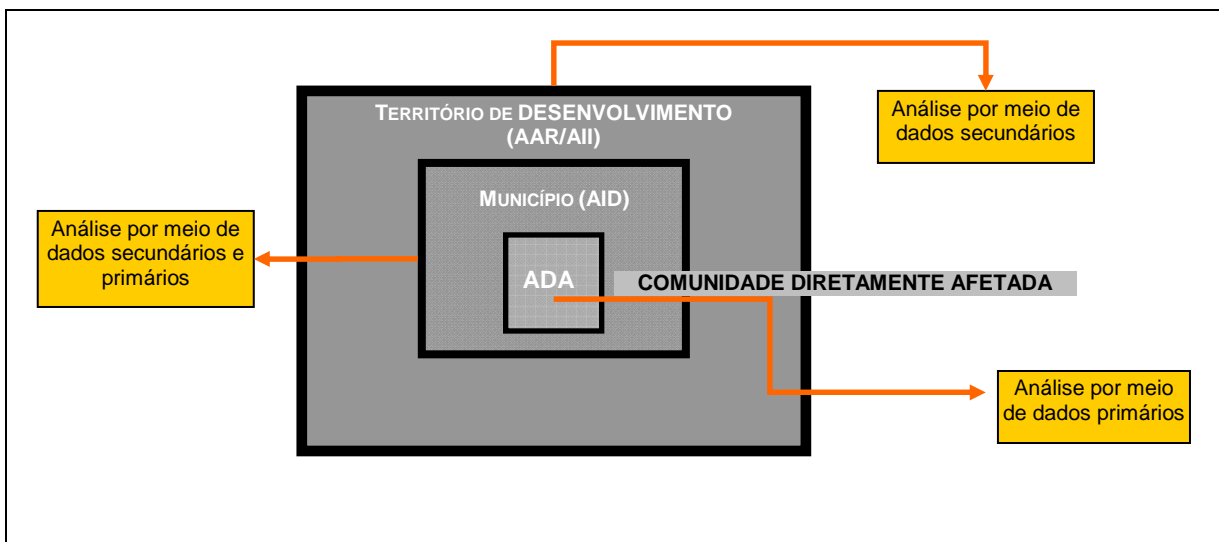 TERRITÓRIO DE DESENVOLVIMENTO
(AAR/AII)
Análise por meio de
dados secundários
MUNICÍPIO (AID)
Análise por meio de
dados secundários e
primários
ADA
COMUNIDADE DIRETAMENTE AFETADA
Análise por meio
de dados primários